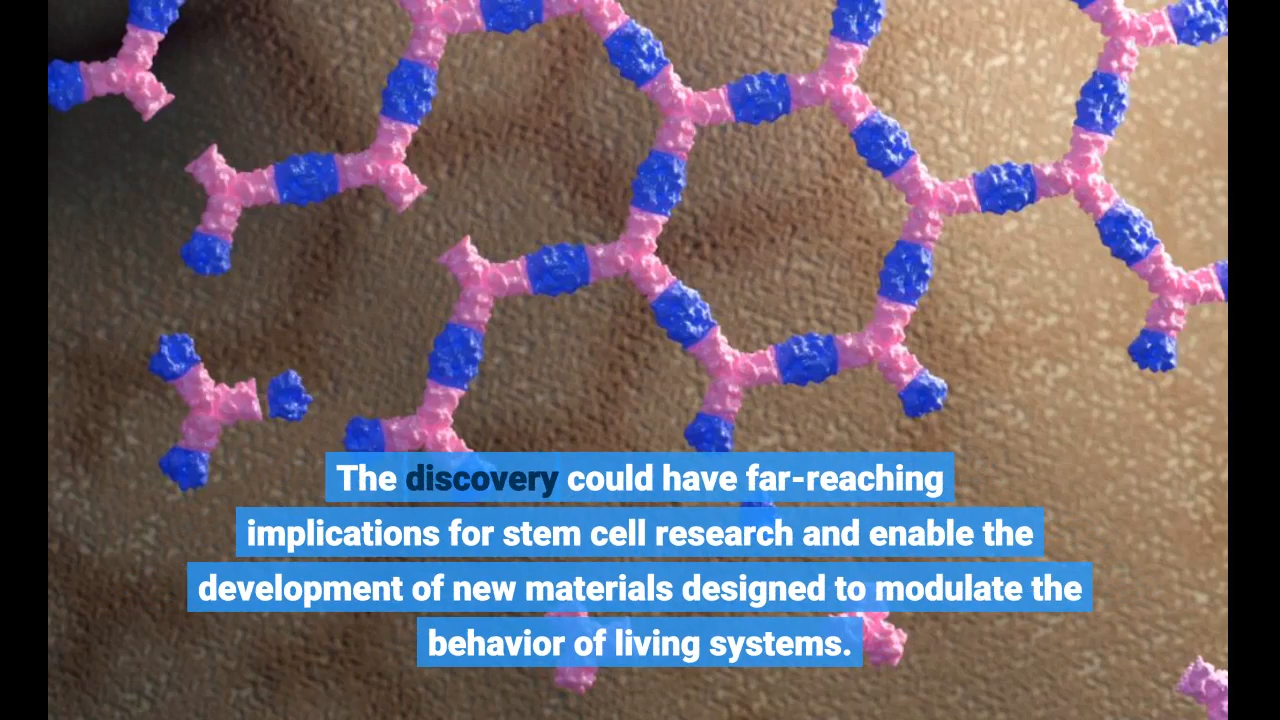 The discovery could have far-reaching
implications for stem cell research and enable the
development of new materials designed to modulate the
behavior of living systems.